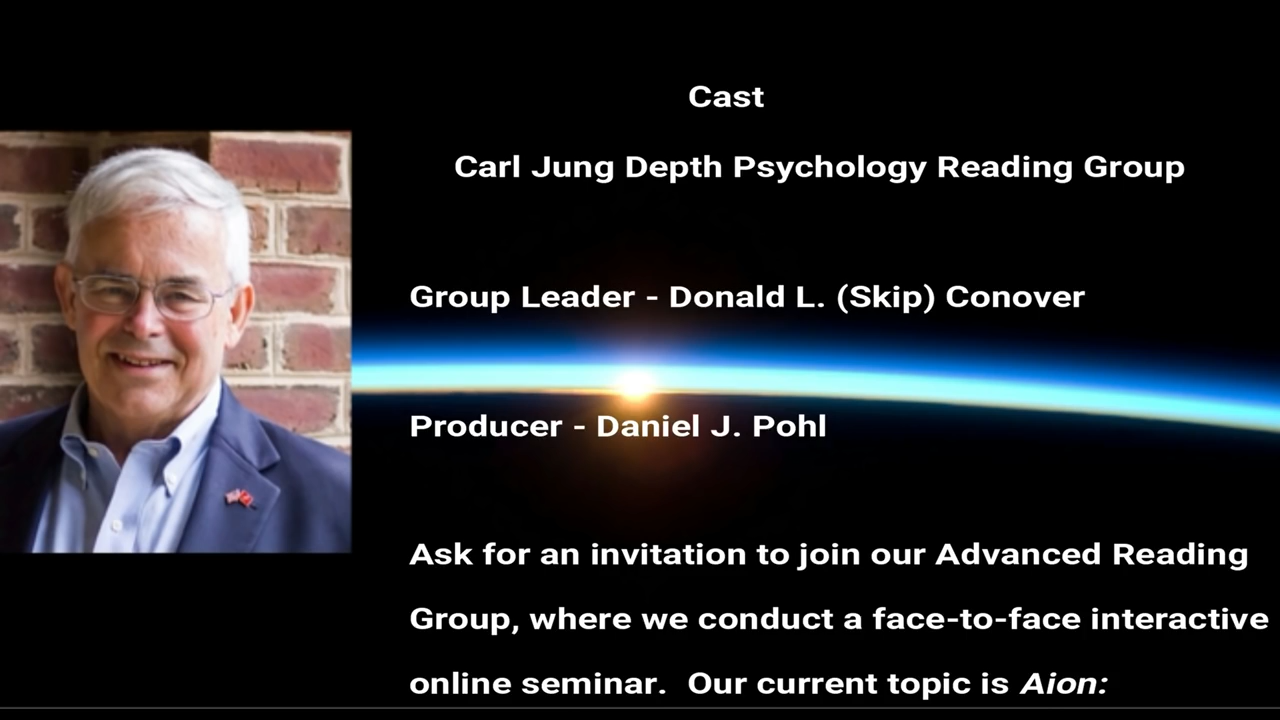 Cast
Carl Jung Depth Psychology Reading Group
Group Leader - Donald L. (Skip) Conover
Producer - Daniel J. Pohl
Ask for an invitation to join our Advanced Reading
Group, where we conduct a face-to-face interactive
online seminar.  Our current topic is Aion: